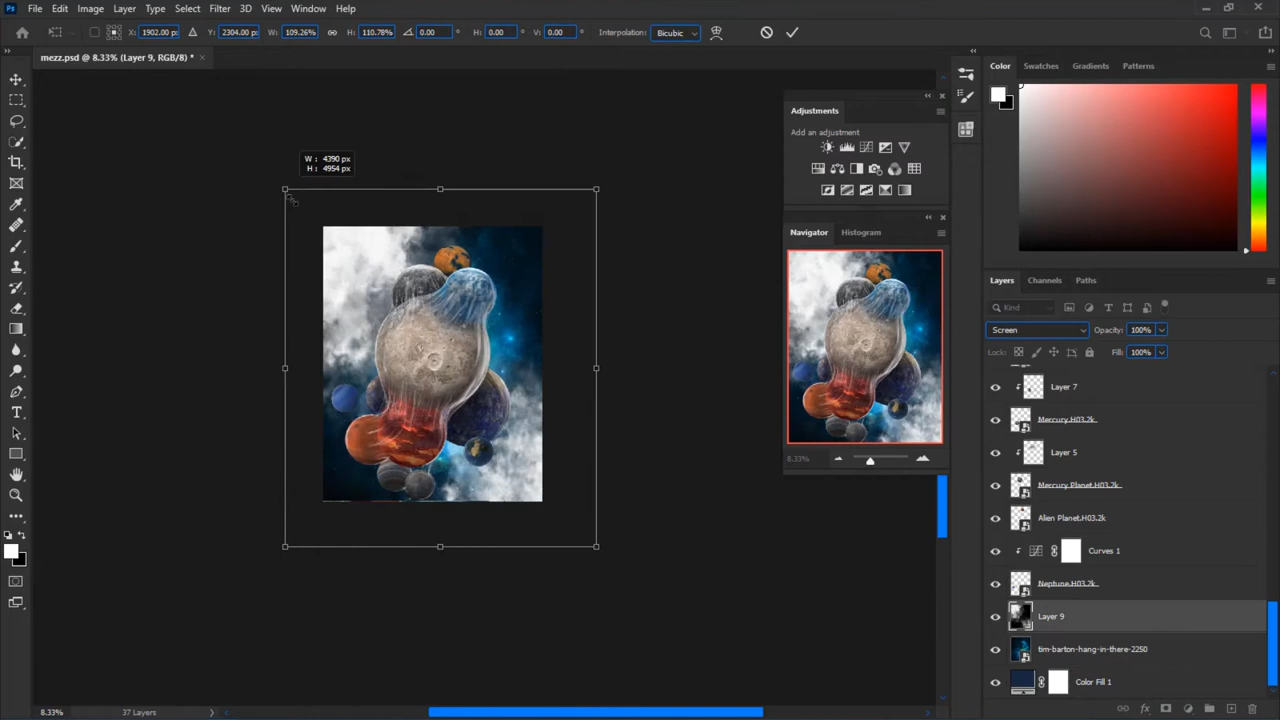 Ps File Edit Image Layer Type Select Filter 3D View Window Help
X: 1902.00 px Y: 2304.00 px W: 109.26% H: 110.78% 0.00 ° H: 0.00 ° V: 0.00 ° Interpolation: Bicubic
mezz.psd @ 8.33% (Layer 9, RGB/8) * ×
Color Swatches Gradients Patterns
Adjustments
Add an adjustment
W : 4390 px
H : 4954 px
Navigator Histogram
8.33%
Layers Channels Paths
Kind
Screen Opacity: 100%
Lock: Fill: 100%
Layer 7
Mercury.H03.2k
Layer 5
Mercury Planet.H03.2k
Alien Planet.H03.2k
Curves 1
Neptune.H03.2k
Layer 9
tim-barton-hang-in-there-2250
Color Fill 1
8.33% 37 Layers
fx